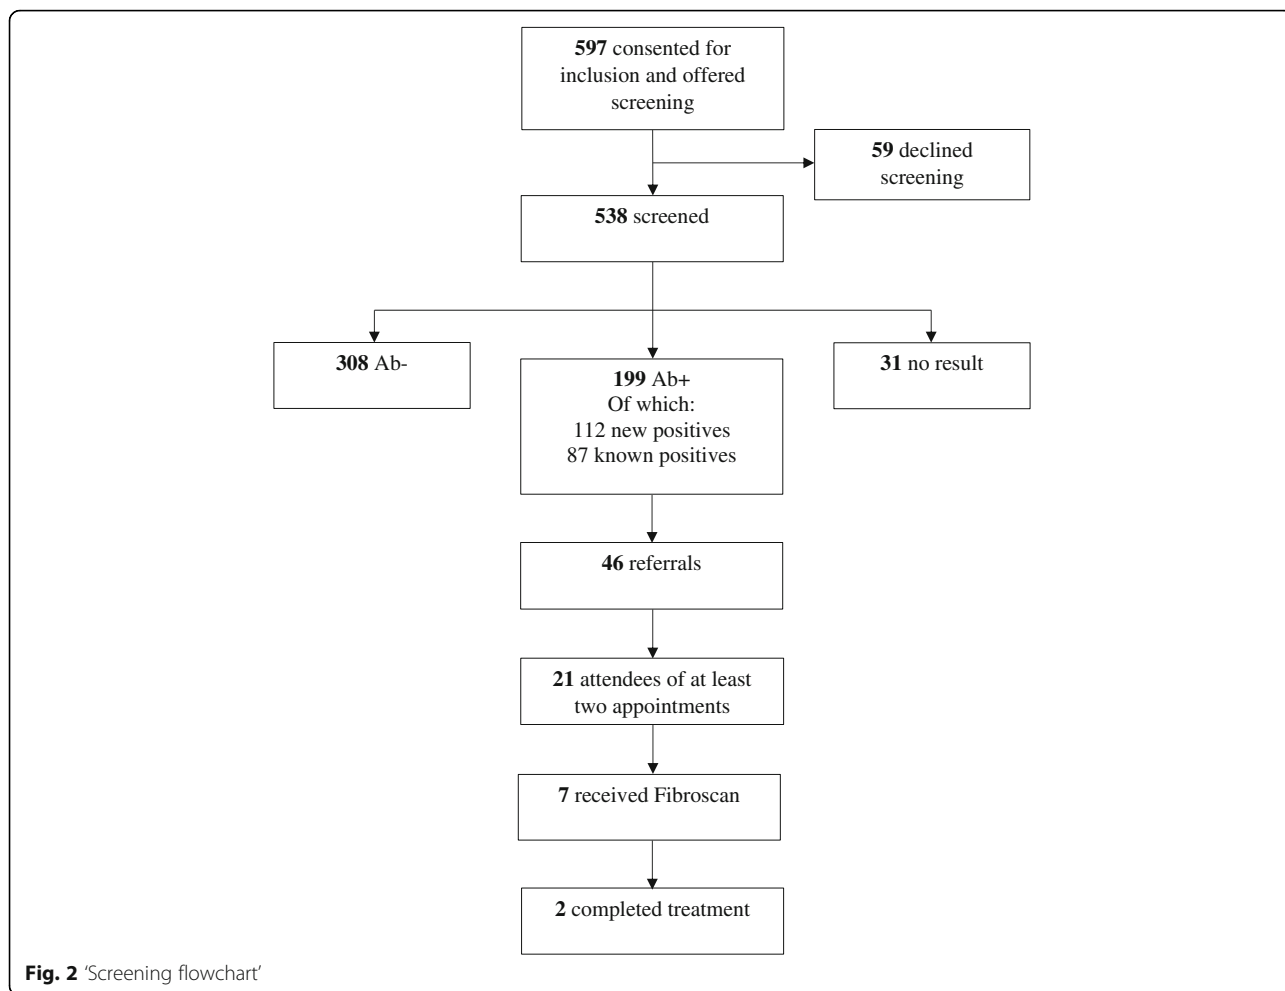 597 consented for
inclusion and offered
screening
59 declined
screening
538 screened
308 Ab-
199 Ab+
Of which:
112 new positives
87 known positives
31 no result
46 referrals
21 attendees of at least
two appointments
7 received Fibroscan
2 completed treatment
Fig. 2 'Screening flowchart'